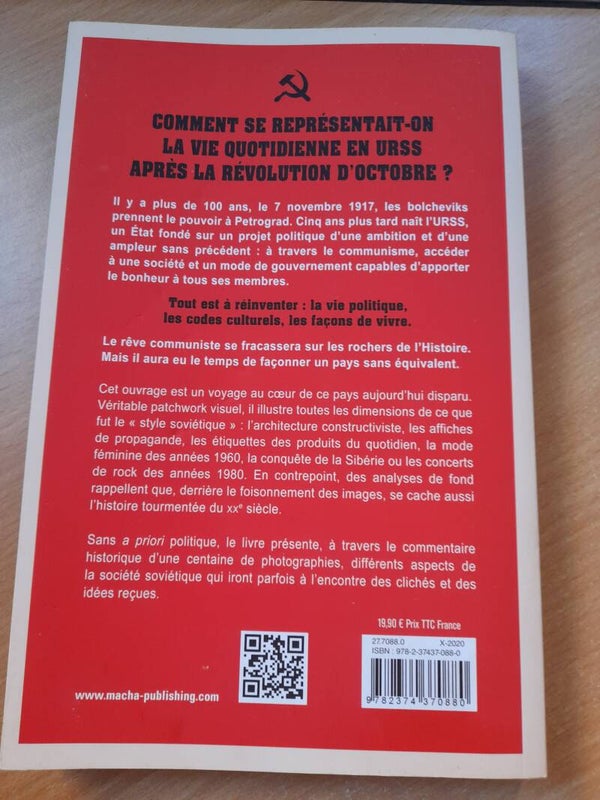 COMMENT SE REPRÉSENTAIT-ON
LA VIE QUOTIDIENNE EN URSS
APRÈS LA RÉVOLUTION D'OCTOBRE ?
Il y a plus de 100 ans, le 7 novembre 1917, les bolcheviks
prennent le pouvoir à Petrograd. Cinq ans plus tard naît l'URSS,
un État fondé sur un projet politique d'une ambition et d'une
ampleur sans précédent : à travers le communisme, accéder
à une société et un mode de gouvernement capables d'apporter
le bonheur à tous ses membres.
Tout est à réinventer : la vie politique,
les codes culturels, les façons de vivre.
Le rêve communiste se fracassera sur les rochers de l'Histoire.
Mais il aura eu le temps de façonner un pays sans équivalent.
Cet ouvrage est un voyage au cœur de ce pays aujourd'hui disparu.
Véritable patchwork visuel, il illustre toutes les dimensions de ce que
fut le « style soviétique » : l'architecture constructiviste, les affiches
de propagande, les étiquettes des produits du quotidien, la mode
féminine des années 1960, la conquête de la Sibérie ou les concerts
de rock des années 1980. En contrepoint, des analyses de fond
rappellent que, derrière le foisonnement des images, se cache aussi
l'histoire tourmentée du XXe siècle.
Sans a priori politique, le livre présente, à travers le commentaire
historique d'une centaine de photographies, différents aspects de
la société soviétique qui iront parfois à l'encontre des clichés et des
idées reçues.
19,90 € Prix TTC France
27.7088.0 X-2020
ISBN : 978-2-37437-088-0
9 782374 370880
www.macha-publishing.com